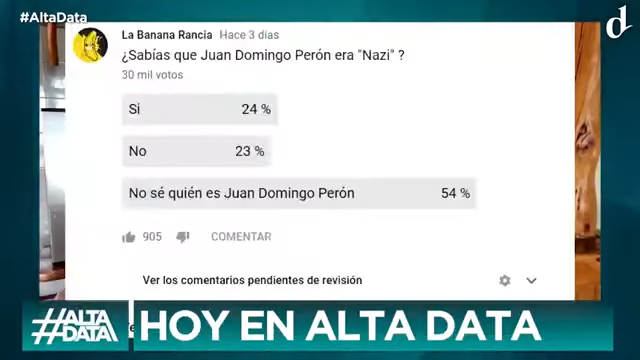 #AltaData
d
La Banana Rancia Hace 3 días
¿Sabías que Juan Domingo Perón era "Nazi" ?
30 mil votos
Si 24 %
No 23 %
No sé quién es Juan Domingo Perón 54 %
905 COMENTAR
Ver los comentarios pendientes de revisión
#ALTA
DATA
HOY EN ALTA DATA